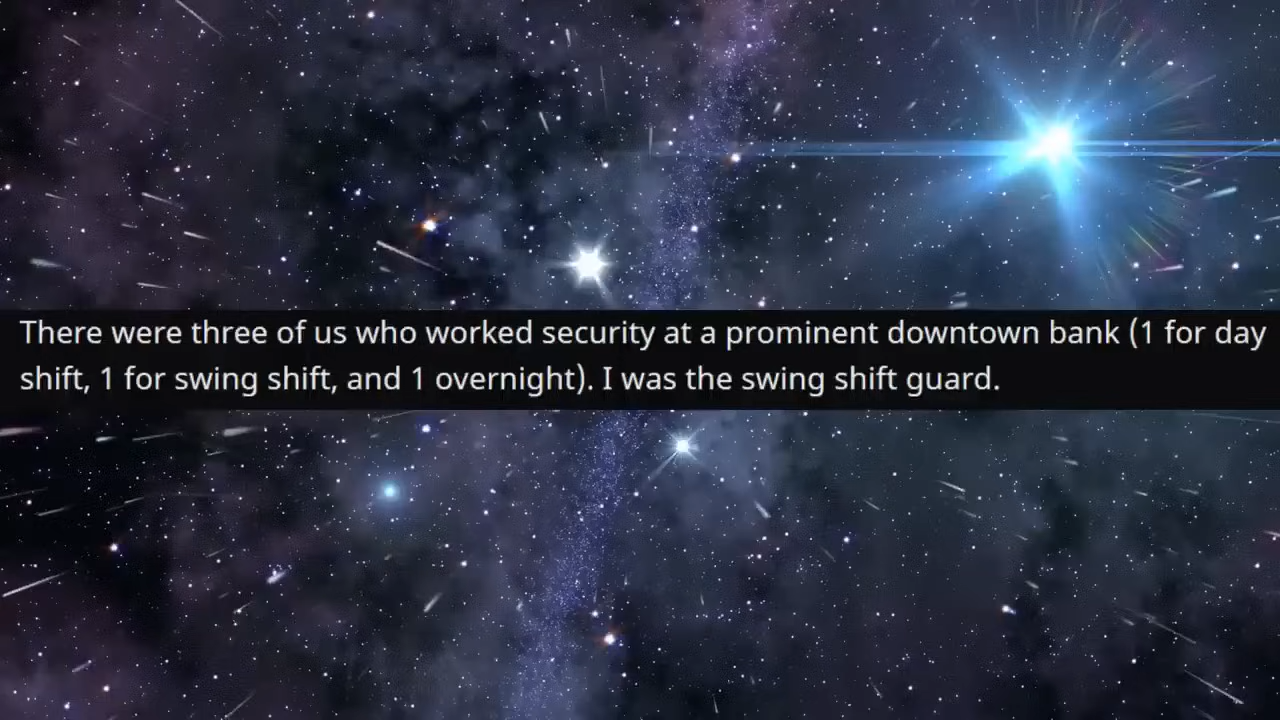 There were three of us who worked security at a prominent downtown bank (1 for day
shift, 1 for swing shift, and 1 overnight). I was the swing shift guard.